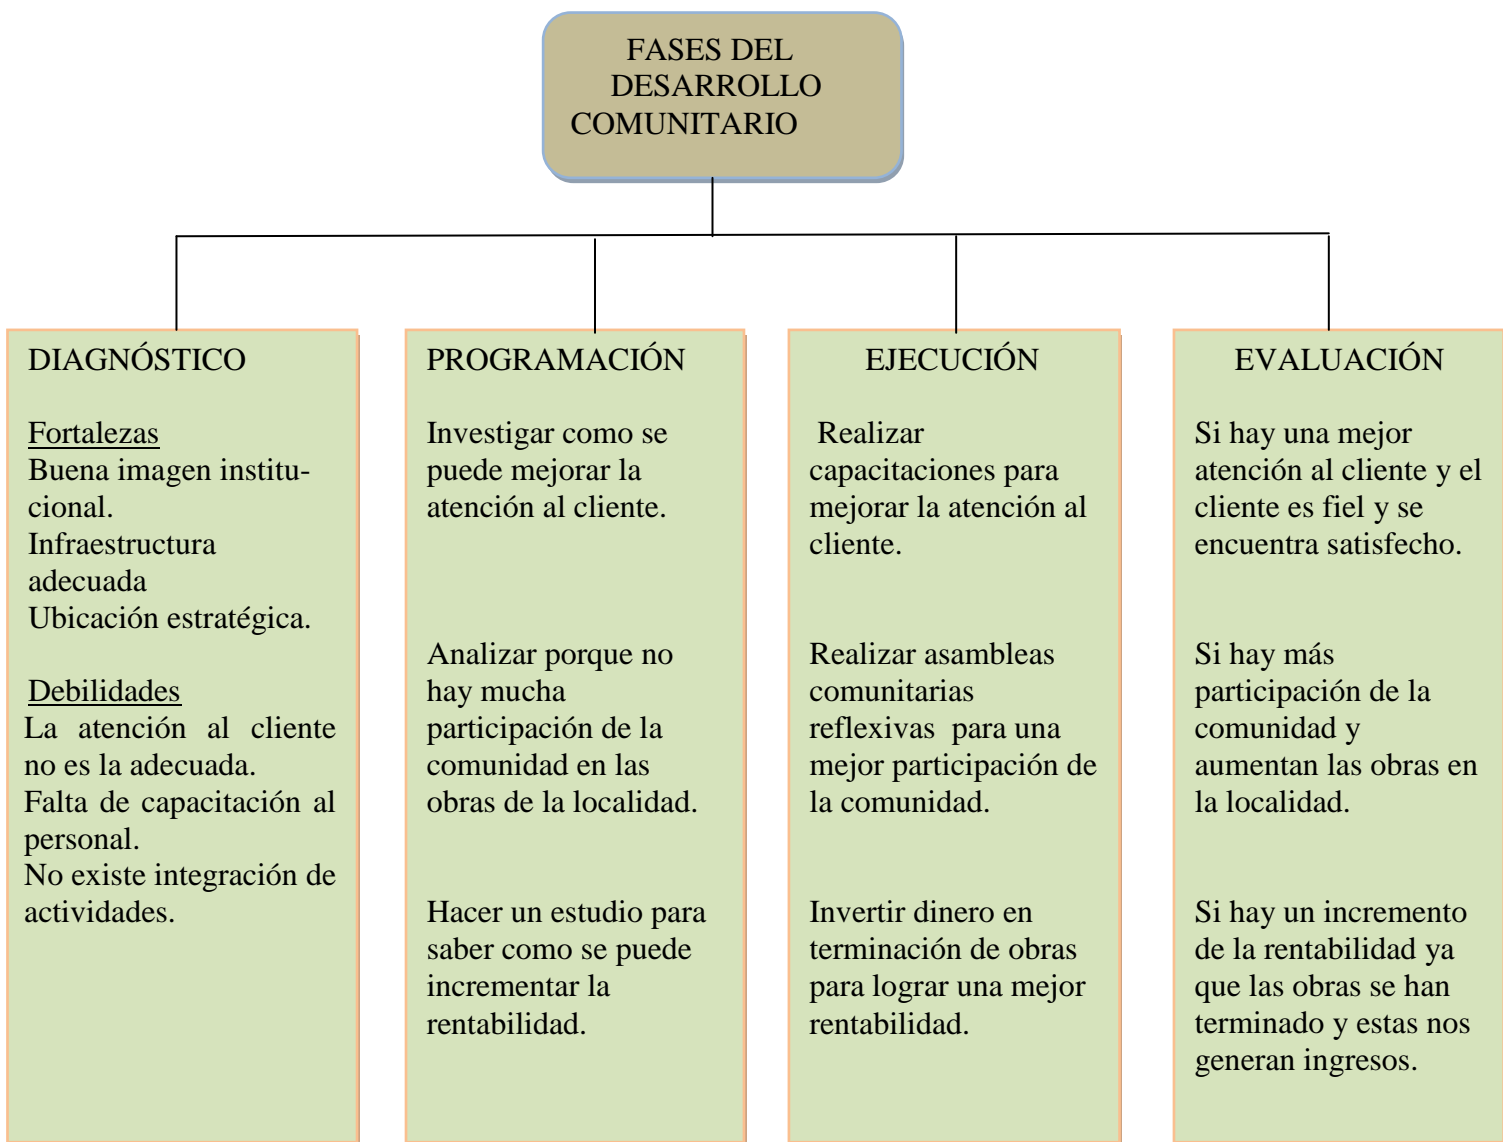 FASES DEL
DESARROLLO
COMUNITARIO
DIAGNÓSTICO
Fortalezas
Buena imagen institu-
cional.
Infraestructura
adecuada
Ubicación estratégica.
Debilidades
La atención al cliente
no es la adecuada.
Falta de capacitación al
personal.
No existe integración de
actividades.
PROGRAMACIÓN
Investigar como se
puede mejorar la
atención al cliente.
Analizar porque no
hay mucha
participación de la
comunidad en las
obras de la localidad.
Hacer un estudio para
saber como se puede
incrementar la
rentabilidad.
EJECUCIÓN
Realizar
capacitaciones para
mejorar la atención al
cliente.
Realizar asambleas
comunitarias
reflexivas para una
mejor participación de
la comunidad.
Invertir dinero en
terminación de obras
para lograr una mejor
rentabilidad.
EVALUACIÓN
Si hay una mejor
atención al cliente y el
cliente es fiel y se
encuentra satisfecho.
Si hay más
participación de la
comunidad y
aumentan las obras en
la localidad.
Si hay un incremento
de la rentabilidad ya
que las obras se han
terminado y estas nos
generan ingresos.